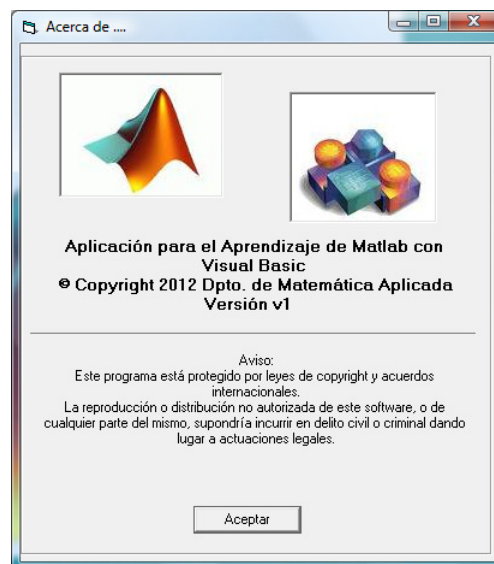 Acerca de ....
Aplicación para el Aprendizaje de Matlab con
Visual Basic
© Copyright 2012 Dpto. de Matemática Aplicada
Versión v1
Aviso:
Este programa está protegido por leyes de copyright y acuerdos
internacionales.
La reproducción o distribución no autorizada de este software, o de
cualquier parte del mismo, supondría incurrir en delito civil o criminal dando
lugar a actuaciones legales.
Aceptar